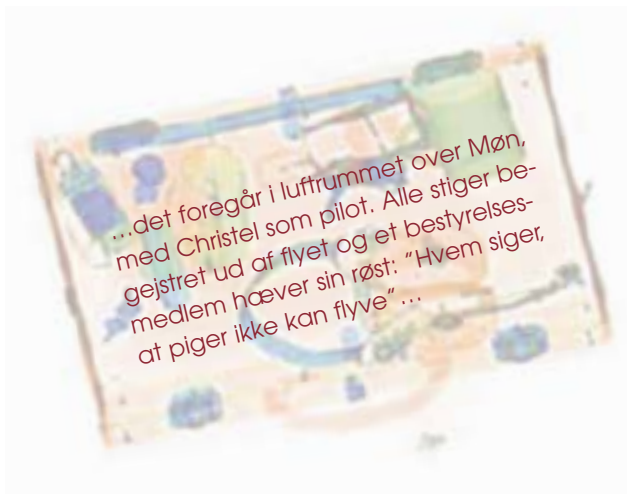 …det foregår i luftrummet over Møn,
med Christel som pilot. Alle stiger be-
gejstret ud af flyet og et bestyrelses-
medlem hæver sin røst: ”Hvem siger,
at piger ikke kan flyve”…